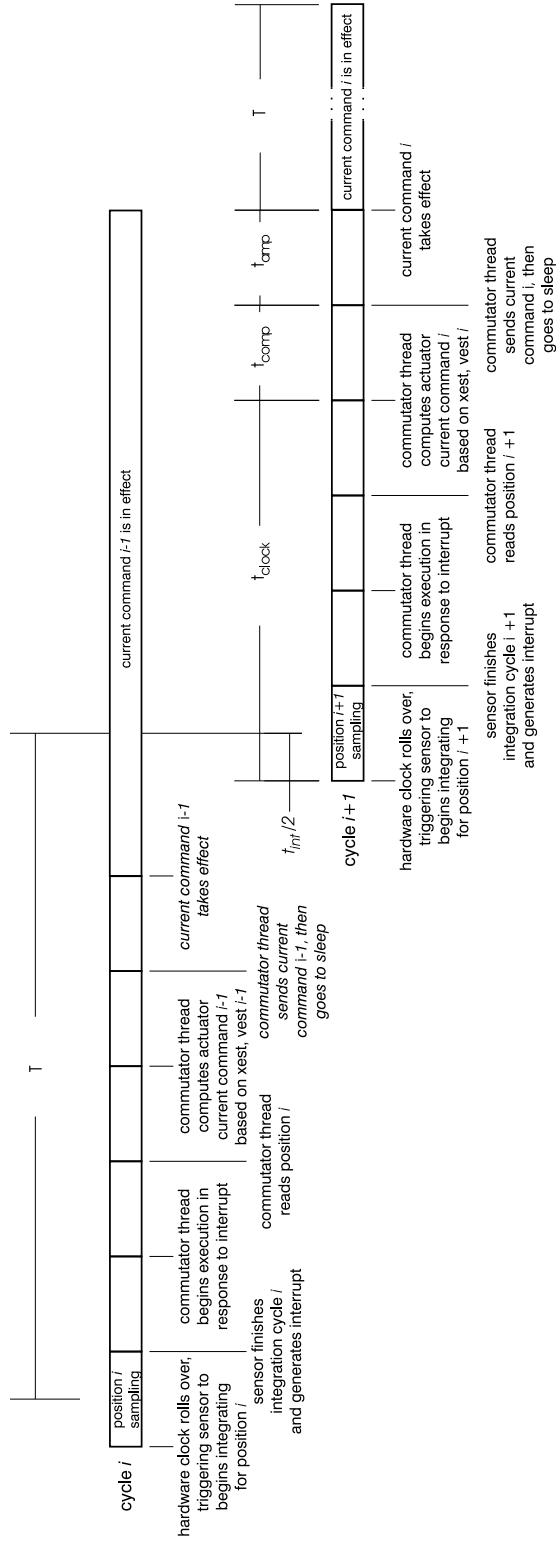 T
cycle i
position i
sampling
current command i-1 is in effect
hardware clock rolls over,
triggering sensor to
begins integrating
for position i
sensor finishes
integration cycle i
and generates interrupt
commutator thread
begins execution in
response to interrupt
commutator thread
reads position i
commutator thread
computes actuator
current command i-1
based on xest, vest i-1
commutator thread
sends current
command i-1, then
goes to sleep
current command i-1
takes effect
tint/2
tclock
tcomp
tamp
T
cycle i+1
position i+1
sampling
current command i is in effect
hardware clock rolls over,
triggering sensor to
begins integrating
for position i +1
sensor finishes
integration cycle i +1
and generates interrupt
commutator thread
begins execution in
response to interrupt
commutator thread
reads position i +1
commutator thread
computes actuator
current command i
based on xest, vest i
commutator thread
sends current
command i, then
goes to sleep
current command i
takes effect